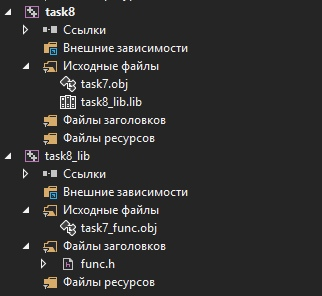 task8
Ссылки
Внешние зависимости
Исходные файлы
task7.obj
task8_lib.lib
Файлы заголовков
Файлы ресурсов
task8_lib
Ссылки
Внешние зависимости
Исходные файлы
task7_func.obj
Файлы заголовков
func.h
Файлы ресурсов